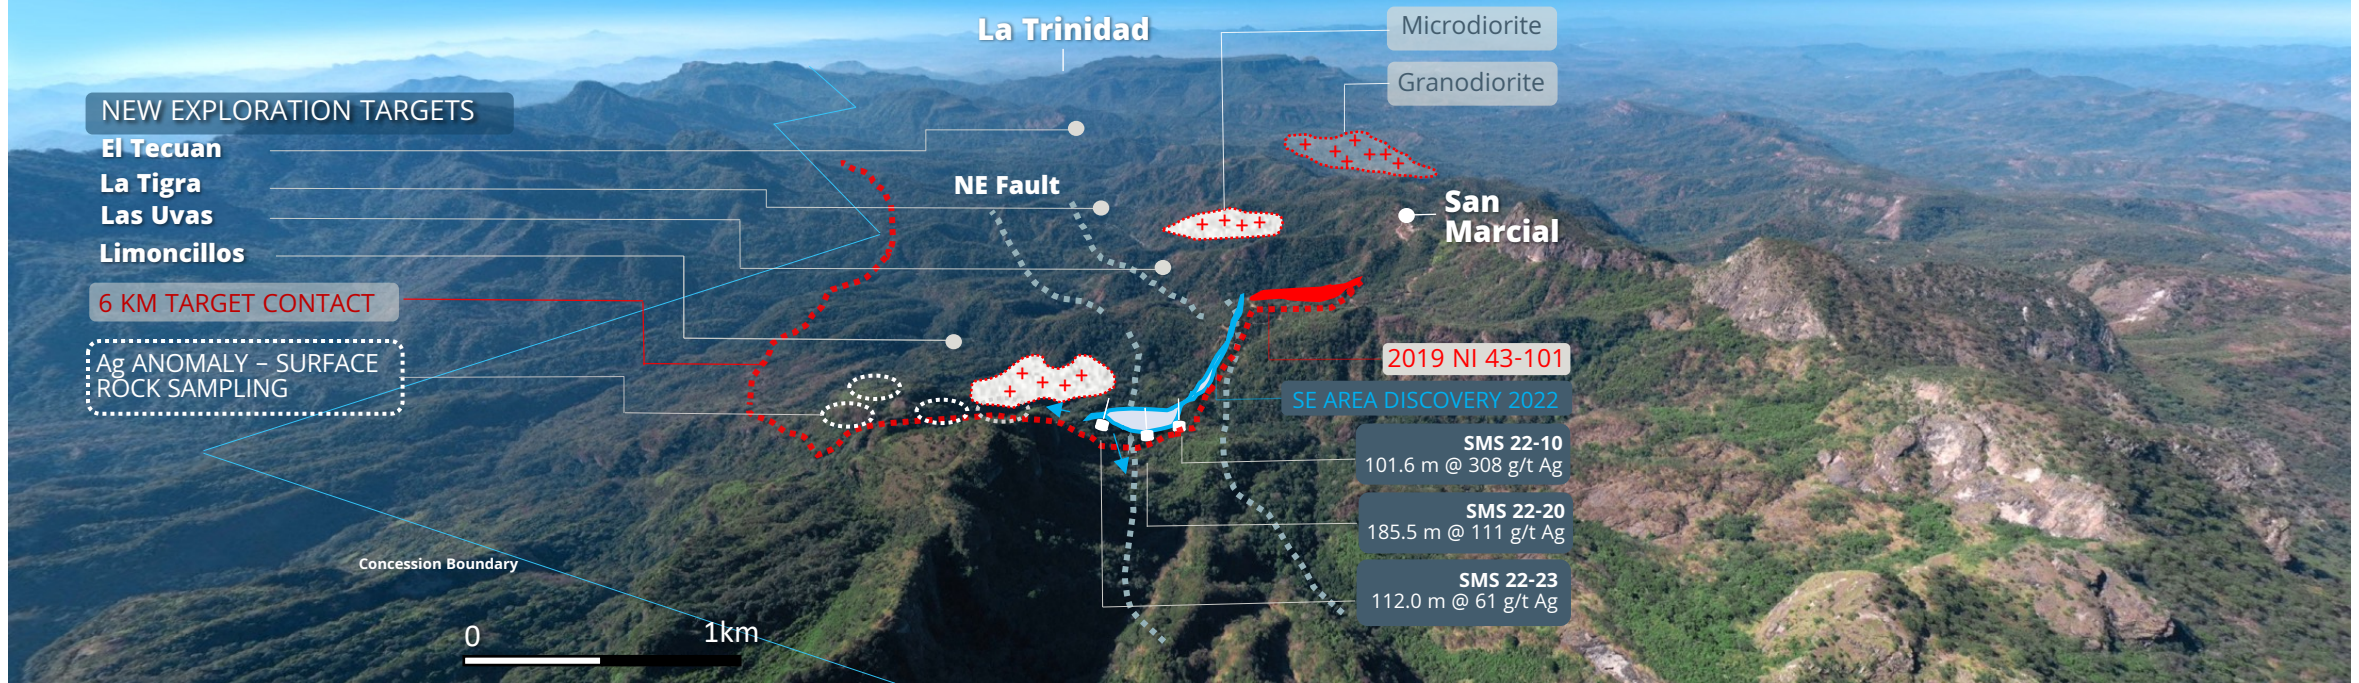 La Trinidad
Microdiorite
Granodiorite
NEW EXPLORATION TARGETS
El Tecuan
La Tigra
Las Uvas
Limoncillos
NE Fault
San
Marcial
6 KM TARGET CONTACT
Ag ANOMALY – SURFACE
ROCK SAMPLING
2019 NI 43-101
SE AREA DISCOVERY 2022
SMS 22-10
101.6 m @ 308 g/t Ag
SMS 22-20
185.5 m @ 111 g/t Ag
SMS 22-23
112.0 m @ 61 g/t Ag
Concession Boundary
0
1km